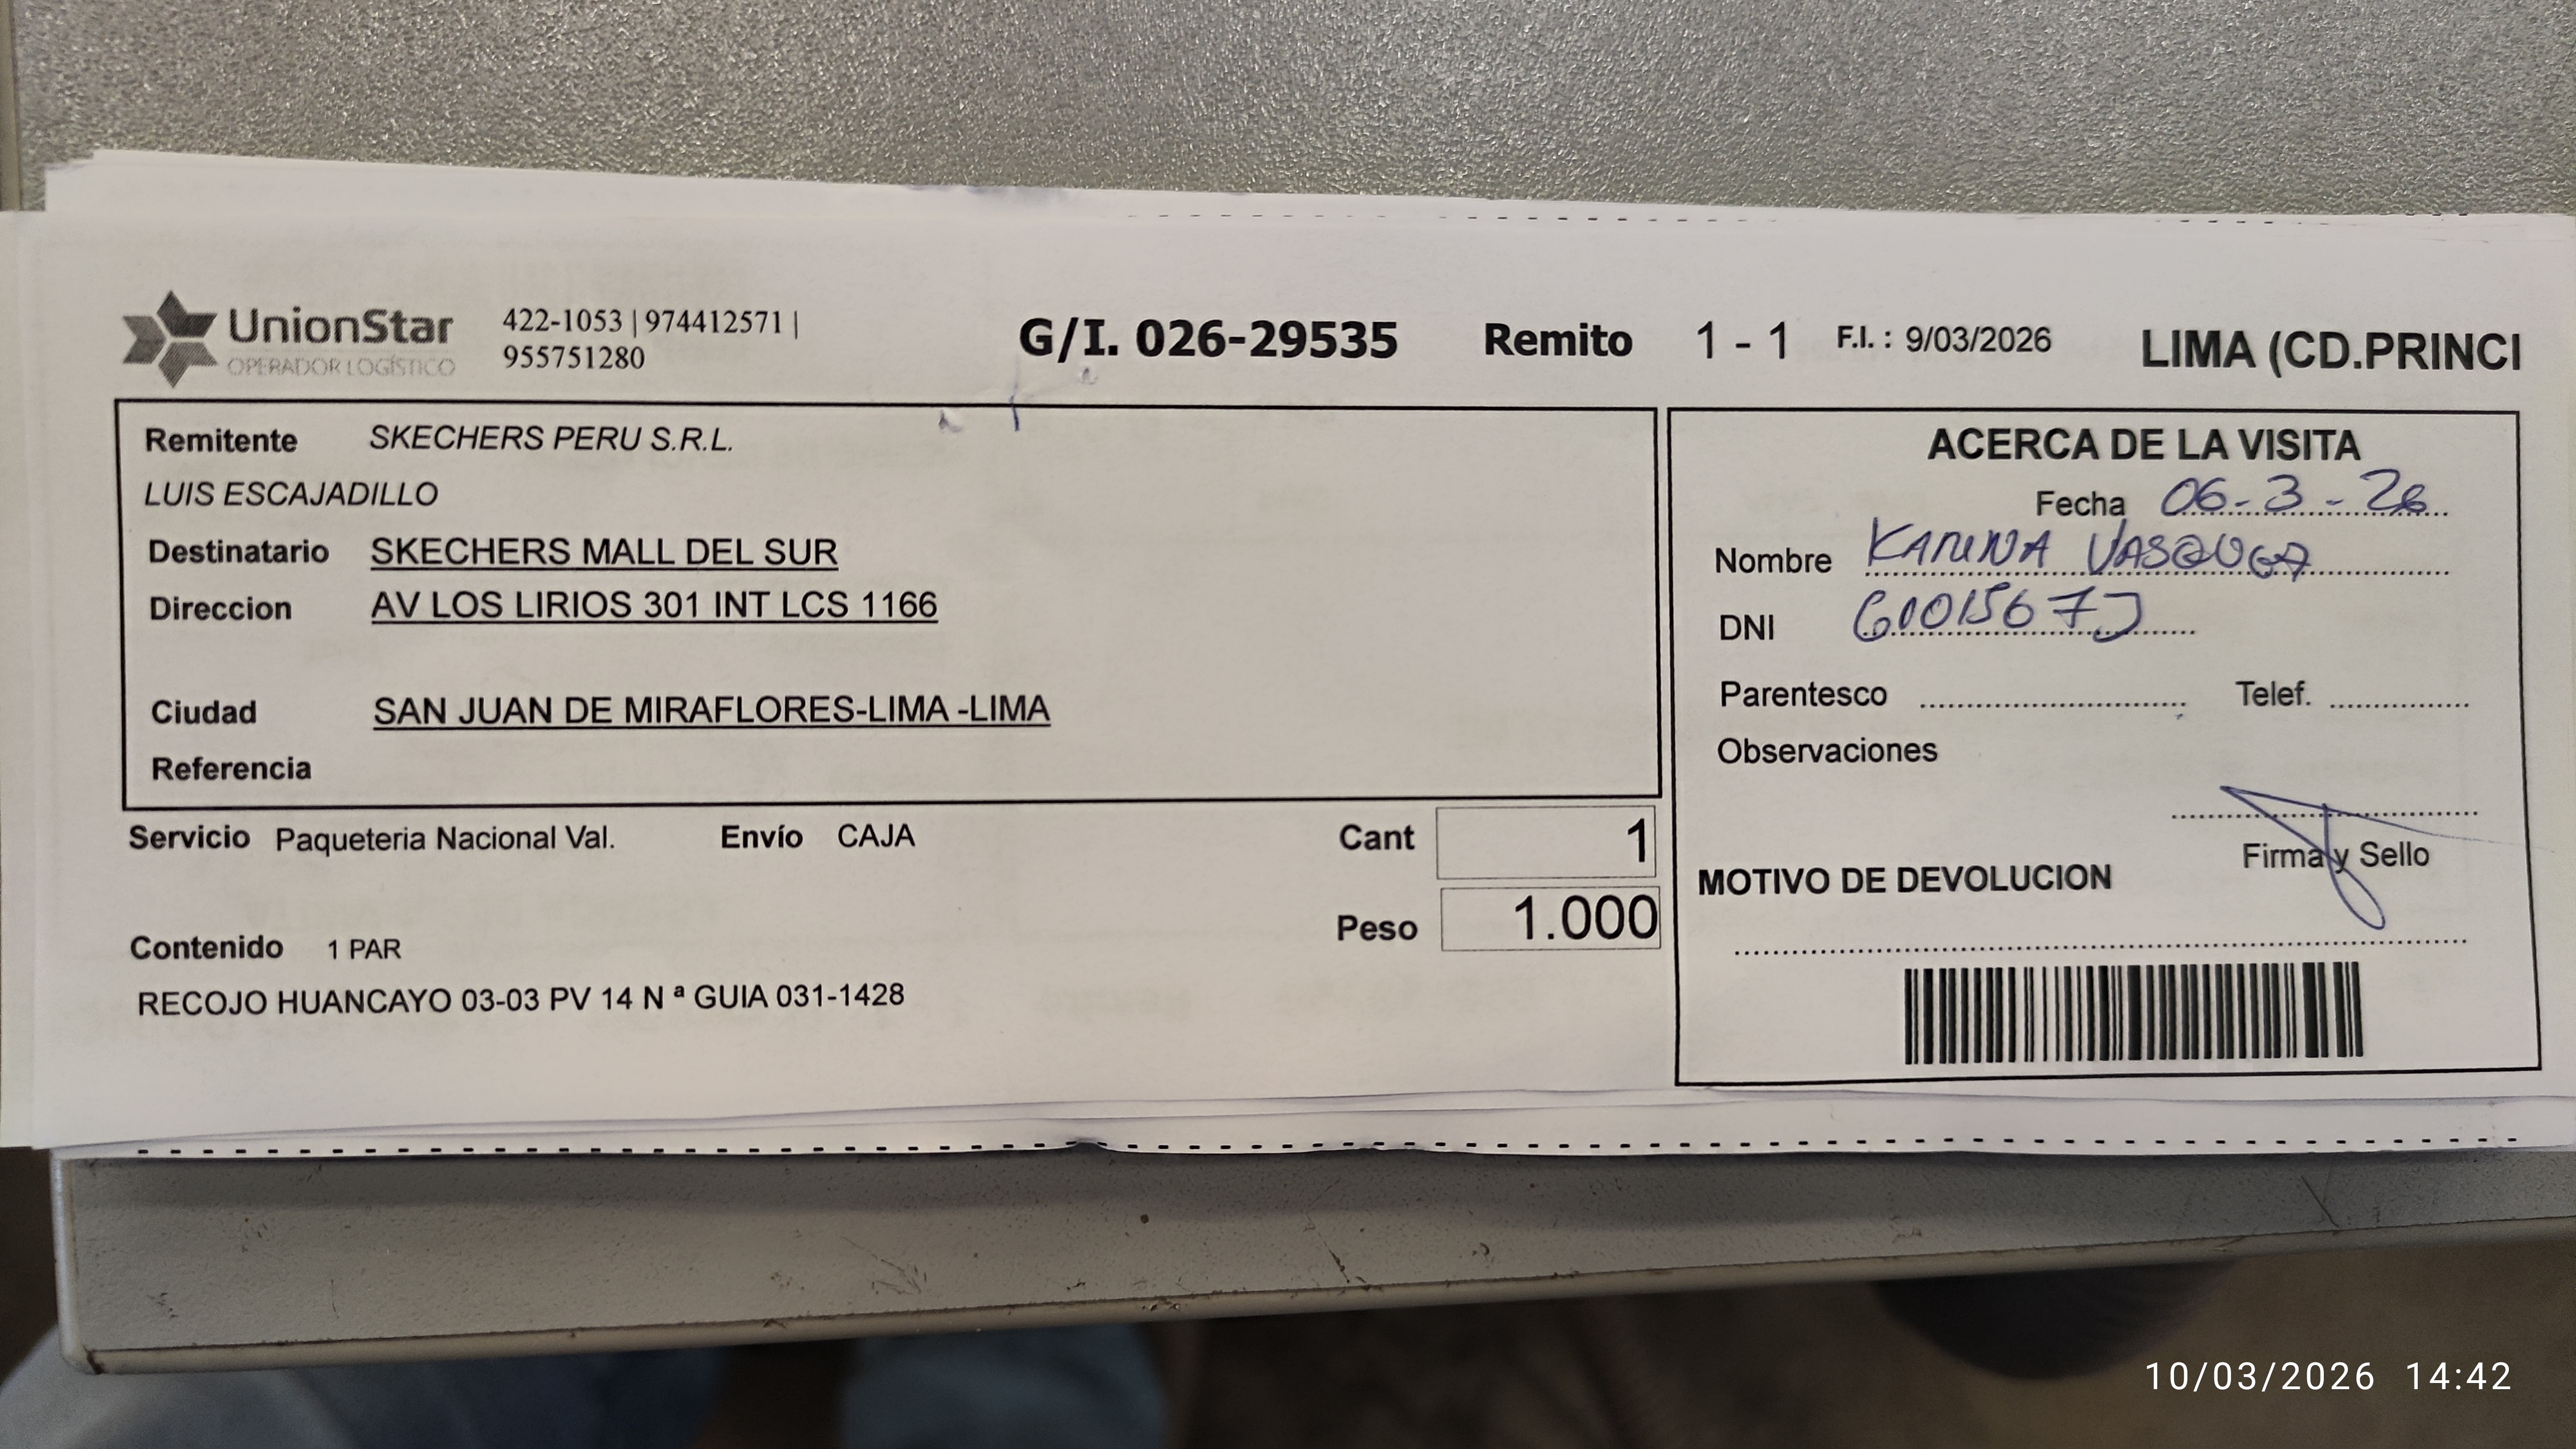 UnionStar
OPERADOR LOGÍSTICO
422-1053 | 974412571 |
955751280
G/I. 026-29535 Remito 1 - 1 F.I. : 9/03/2026 LIMA (CD.PRINCI
Remitente SKECHERS PERU S.R.L.
LUIS ESCAJADILLO
Destinatario SKECHERS MALL DEL SUR
Direccion AV LOS LIRIOS 301 INT LCS 1166
Ciudad SAN JUAN DE MIRAFLORES-LIMA -LIMA
Referencia
Servicio Paqueteria Nacional Val. Envío CAJA
Cant 1
Peso 1.000
Contenido 1 PAR
RECOJO HUANCAYO 03-03 PV 14 N ª GUIA 031-1428
ACERCA DE LA VISITA
Fecha 06-3-26
Nombre KARINA
DNI
Parentesco Telef.
Observaciones
Firma y Sello
MOTIVO DE DEVOLUCION
10/03/2026 14:42